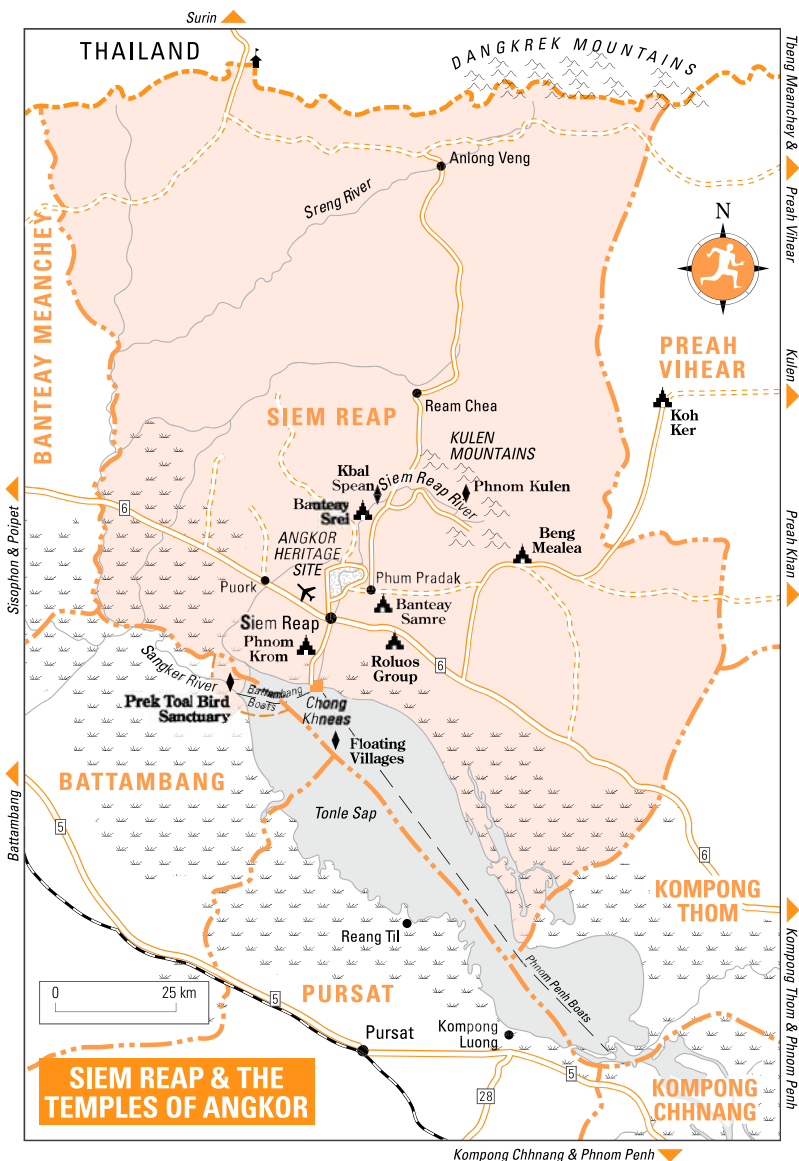 Surin
THAILAND
DANGKREK MOUNTAINS
Tbeng Meanchey &
Preah Vihear
Anlong Veng
Sreng River
N
BANTEAY MEANCHEY
PREAH
VIHEAR
Kulen
Koh
Ker
SIEM REAP
Ream Chea
KULEN
MOUNTAINS
Kbal
Spean
Siem Reap River
Phnom Kulen
Banteay
Srei
6
Sisophon & Poipet
ANGKOR
HERITAGE
SITE
Beng
Mealea
Preah Khan
Puork
Phum Pradak
Banteay
Samre
Siem Reap
Phnom
Krom
Roluos
Group
6
Sangker River
Prek Toal Bird
Sanctuary
Battambang
Boats
Chong
Khneas
Floating
Villages
BATTAMBANG
Battambang
5
Tonle Sap
6
KOMPONG
THOM
Reang Til
Kompong Thom & Phnom Penh
Phnom Penh Boats
0
25 km
5
PURSAT
Pursat
Kompong
Luong
5
28
KOMPONG
CHHNANG
SIEM REAP & THE
TEMPLES OF ANGKOR
Kompong Chhnang & Phnom Penh